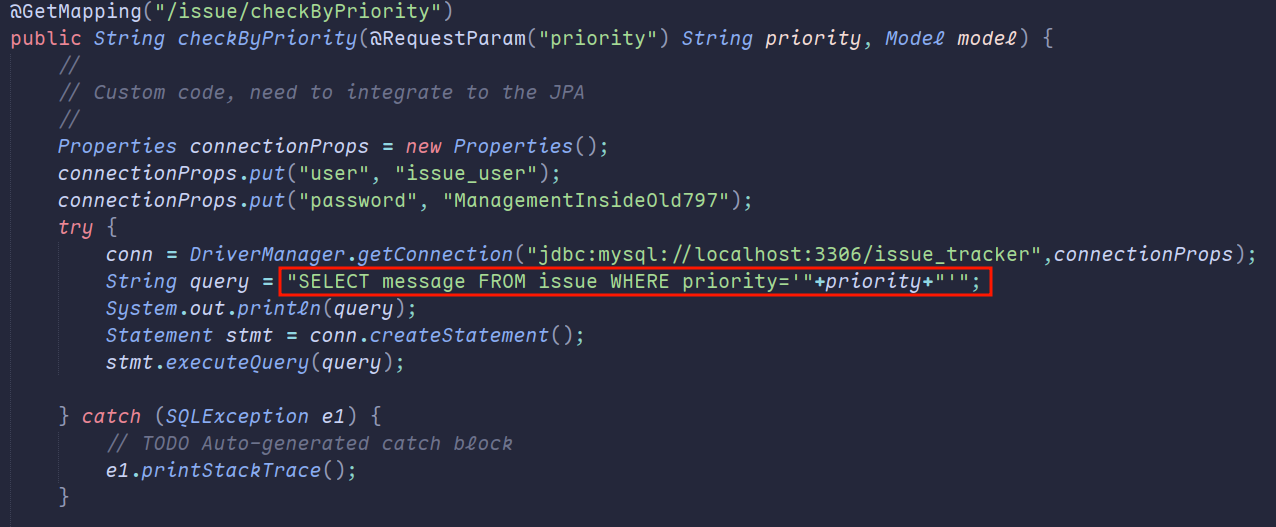 @GetMapping("/issue/checkByPriority")
public String checkByPriority(@RequestParam("priority") String priority, Model model) {
    //
    // Custom code, need to integrate to the JPA
    //
    Properties connectionProps = new Properties();
    connectionProps.put("user", "issue_user");
    connectionProps.put("password", "ManagementInsideOld797");
    try {
        conn = DriverManager.getConnection("jdbc:mysql://localhost:3306/issue_tracker",connectionProps);
        String query = "SELECT message FROM issue WHERE priority='"+priority+"'";
        System.out.println(query);
        Statement stmt = conn.createStatement();
        stmt.executeQuery(query);

    } catch (SQLException e1) {
        // TODO Auto-generated catch block
        e1.printStackTrace();
    }